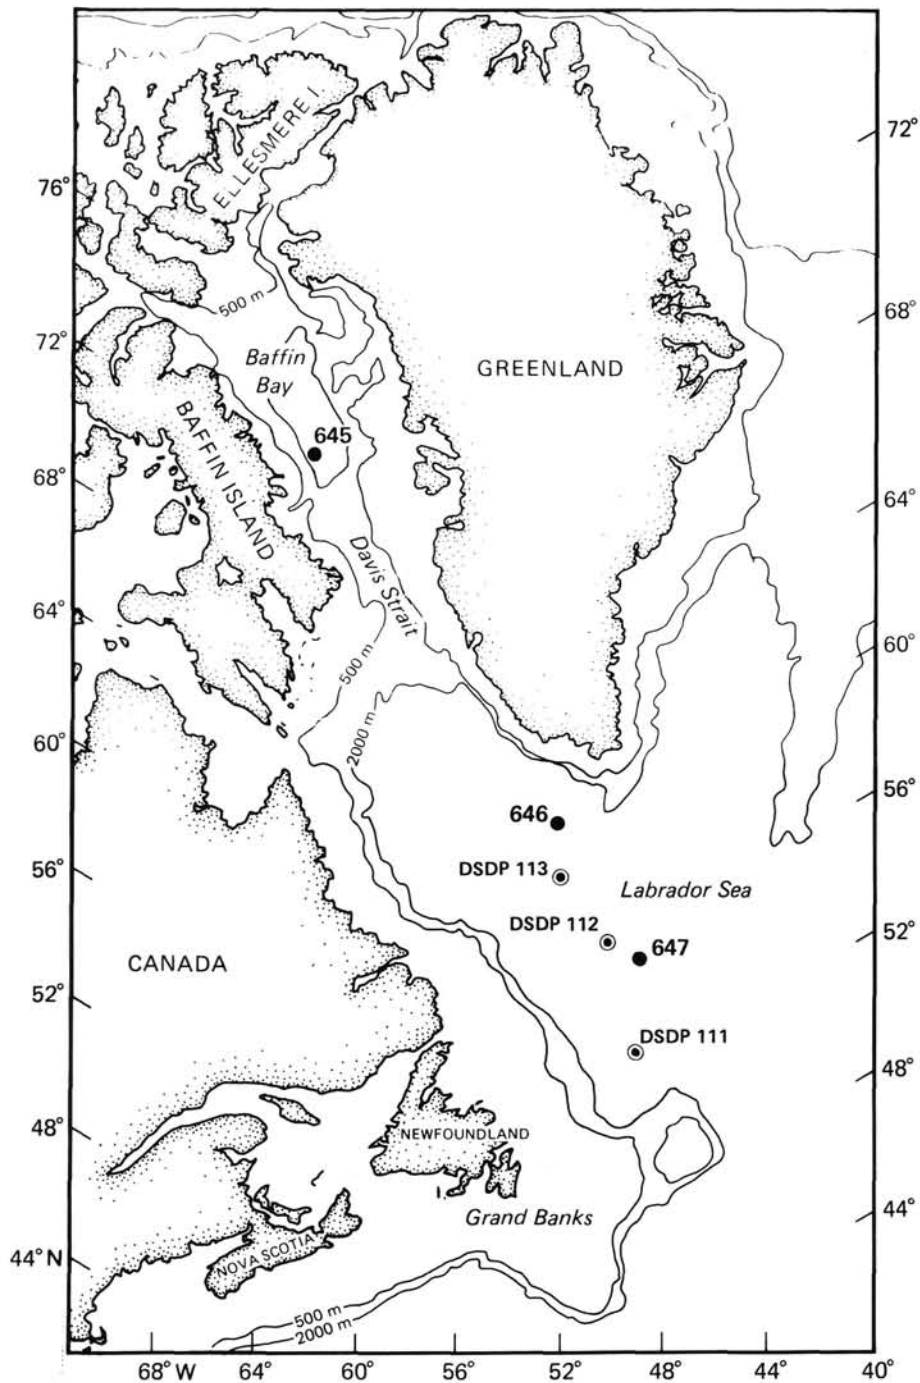 72°
ELLESMERE I.
76°
500 m
68°
72°
Baffin
Bay
GREENLAND
BAFFIN ISLAND
645
68°
64°
Davis Strait
64°
500 m
60°
2000 m
60°
56°
646
DSDP 113
56°
Labrador Sea
DSDP 112
52°
647
CANADA
52°
DSDP 111
48°
48°
NEWFOUNDLAND
Grand Banks
44°
NOVA SCOTIA
44° N
500 m
2000 m
68° W
64°
60°
56°
52°
48°
44°
40°